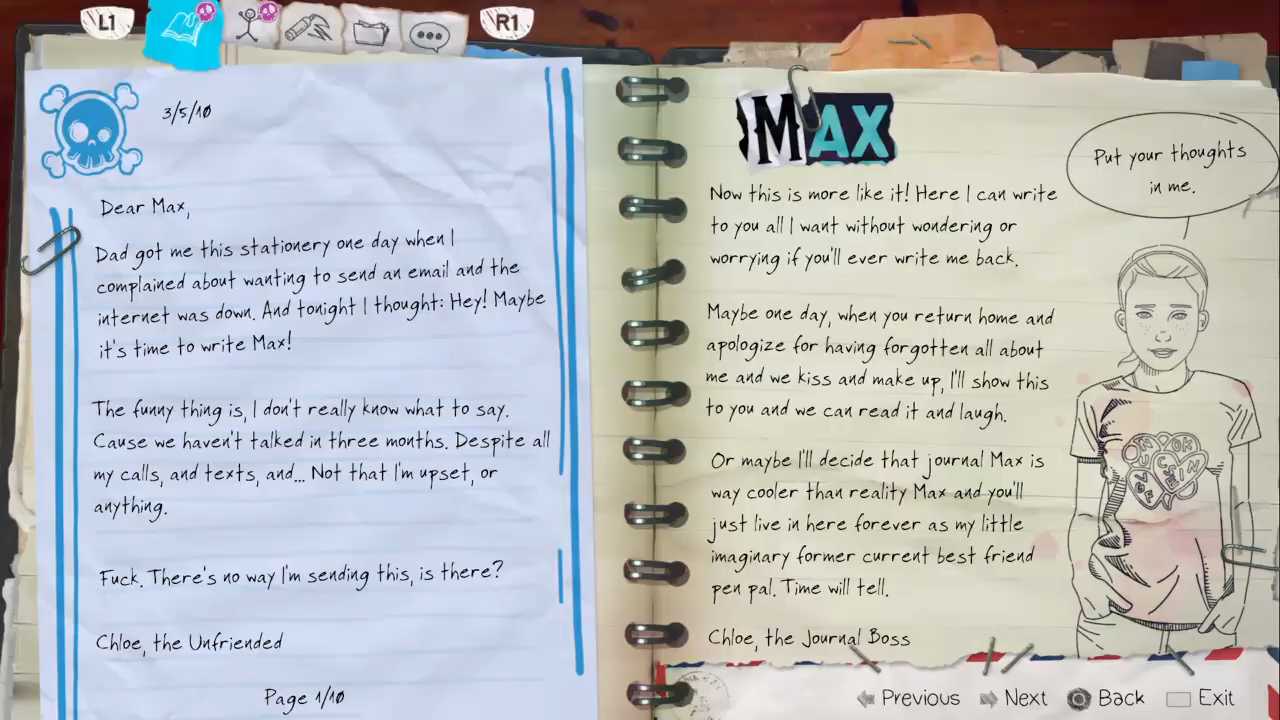 L1
R1
3/5/10
Dear Max,
Dad got me this stationery one day when I
complained about wanting to send an email and the
internet was down. And tonight I thought: Hey! Maybe
it's time to write Max!
The funny thing is, I don't really know what to say.
Cause we haven't talked in three months. Despite all
my calls, and texts, and... Not that I'm upset, or
anything.
Fuck. There's no way I'm sending this, is there?
Chloe, the Unfriended
Page 1/10
MAX
Now this is more like it! Here I can write
to you all I want without wondering or
worrying if you'll ever write me back.
Maybe one day, when you return home and
apologize for having forgotten all about
me and we kiss and make up, I'll show this
to you and we can read it and laugh.
Or maybe I'll decide that journal Max is
way cooler than reality Max and you'll
just live in here forever as my little
imaginary former current best friend
pen pal. Time will tell.
Chloe, the Journal Boss
Put your thoughts
in me.
Previous Next Back Exit